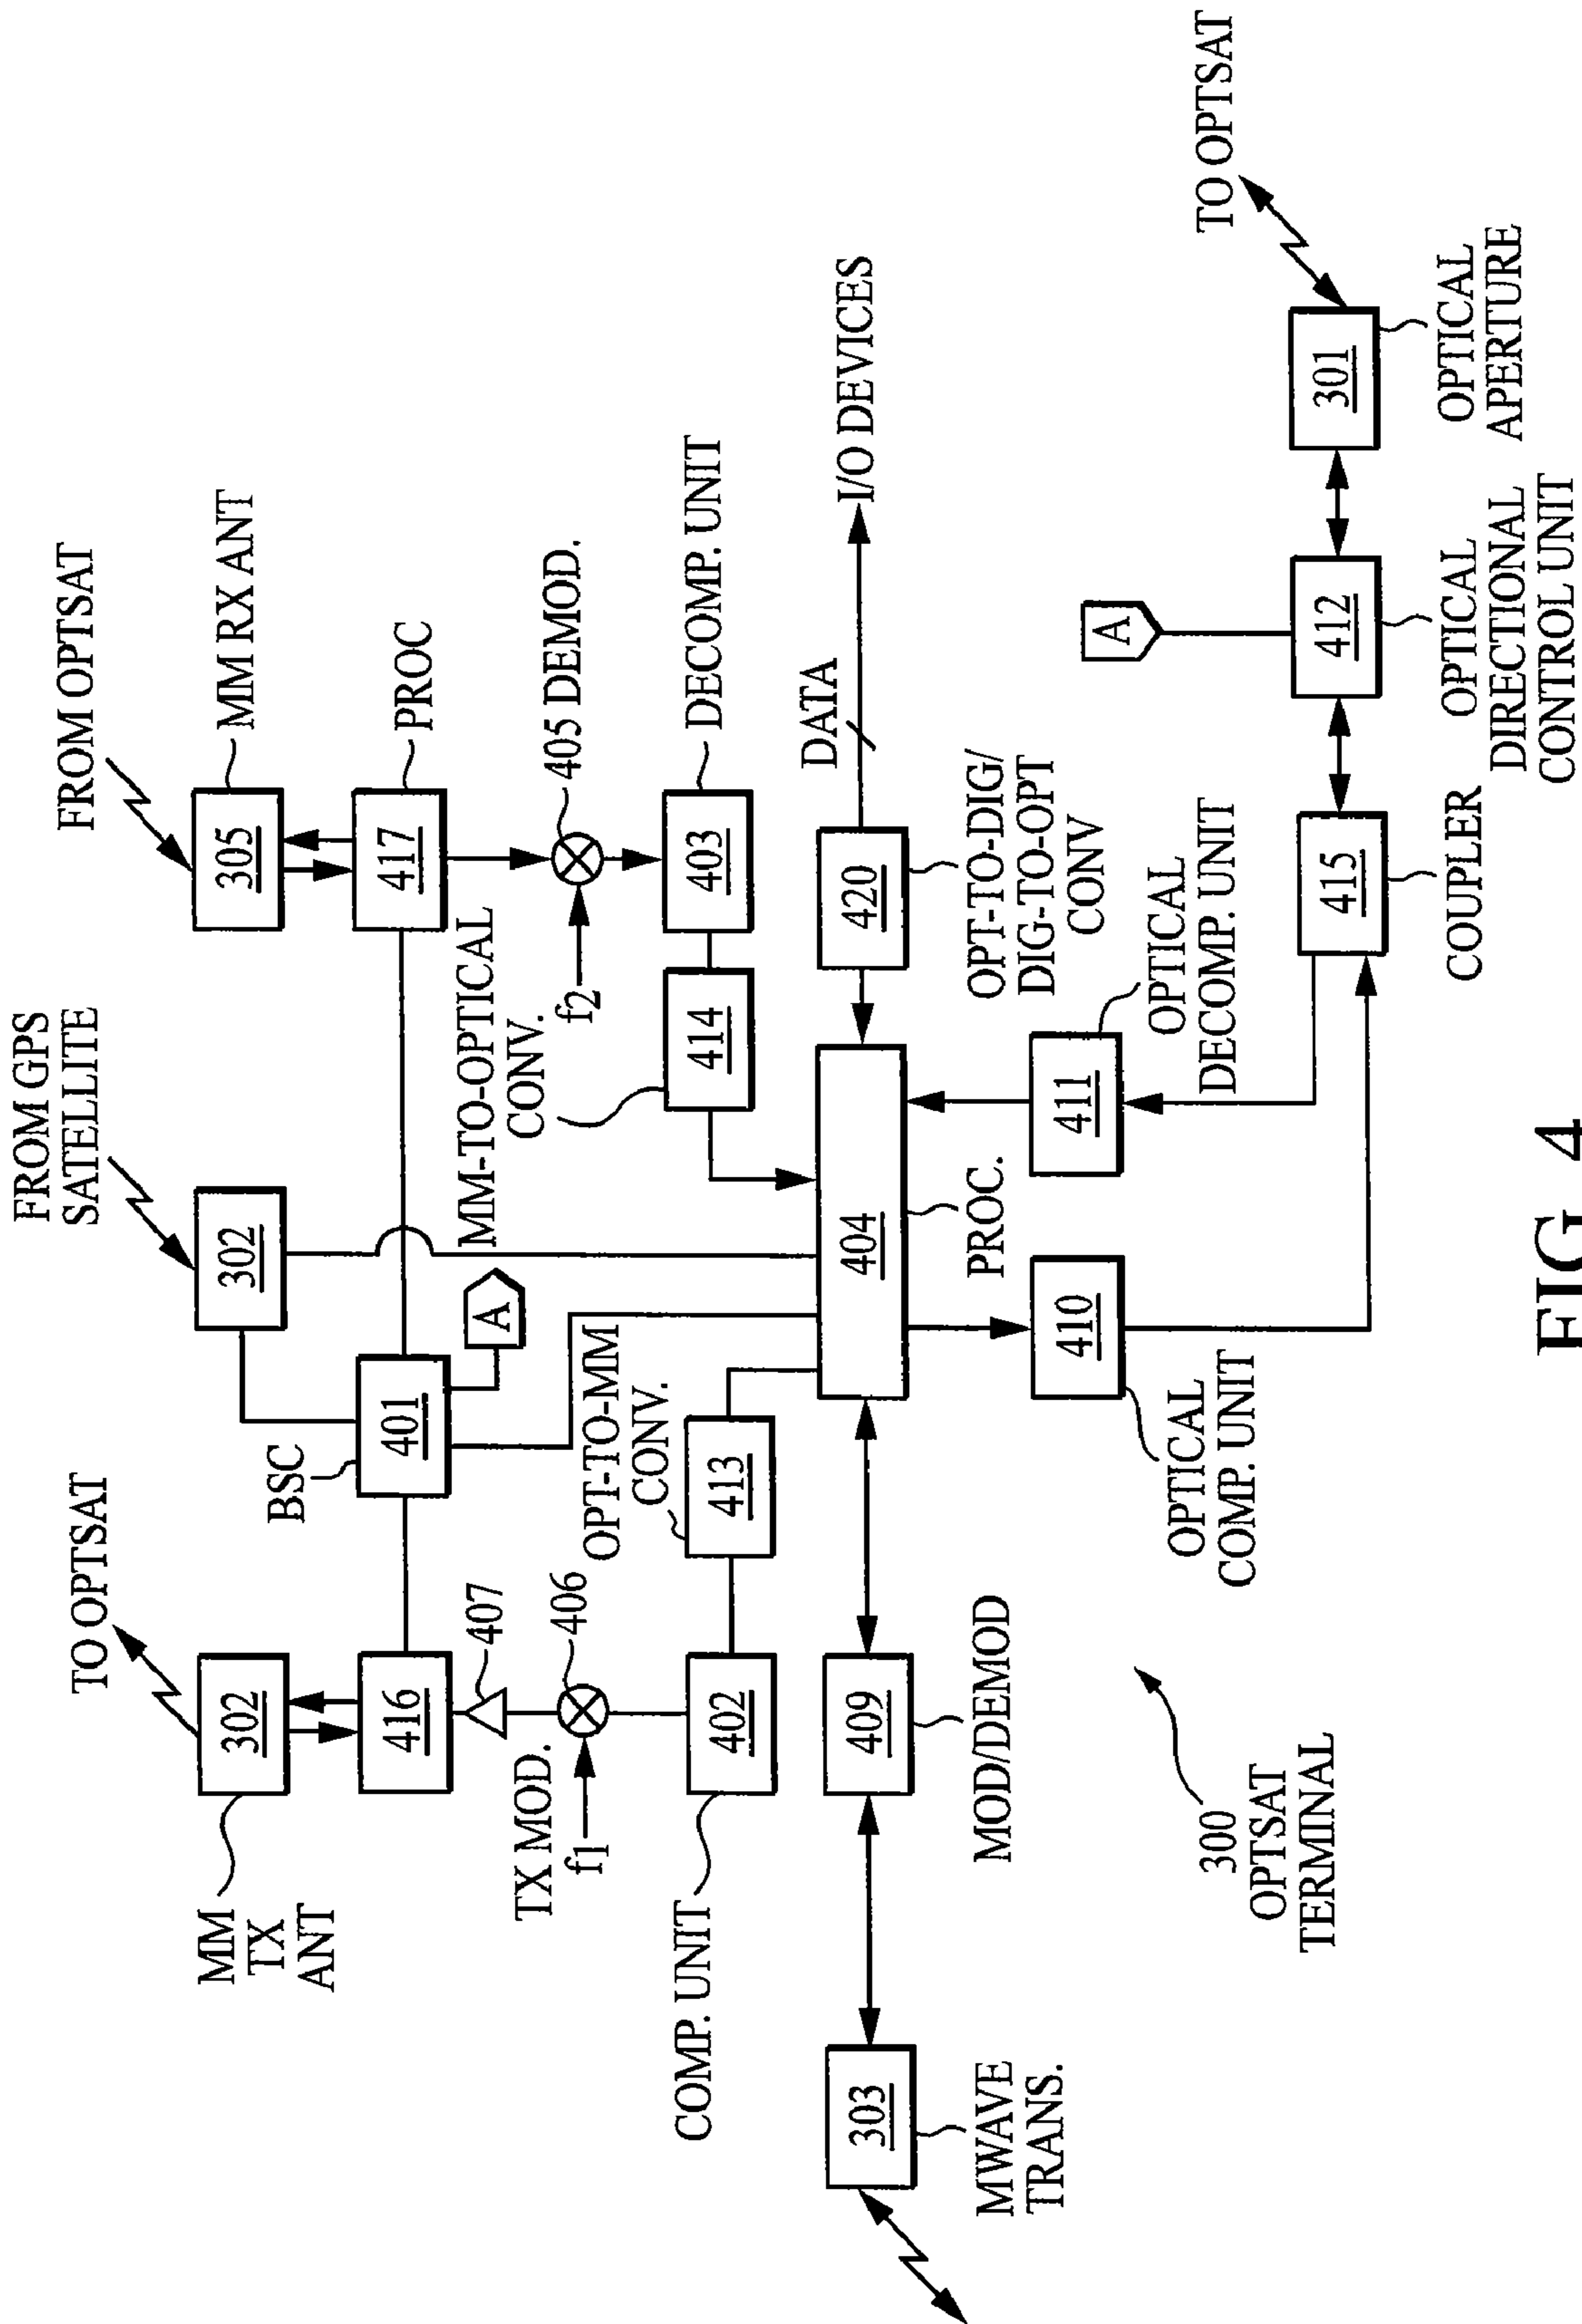 TO OPTSAT
FROM GPS
SATELLITE
FROM OPTSAT
MM
TX
ANT
302
302
305
MM RX ANT
BSC
416
401
417
PROC
407
A
TX MOD.
406
f1
OPT-TO-MM
CONV.
MM-TO-OPTICAL
CONV.
f2
405 DEMOD.
COMP. UNIT
402
413
414
403
DECOMP. UNIT
303
409
404
420
DATA
I/O DEVICES
MWAVE
TRANS.
MOD/DEMOD
PROC.
OPT-TO-DIG/
DIG-TO-OPT
CONV
410
411
OPTICAL
COMP. UNIT
OPTICAL
DECOMP. UNIT
A
TO OPTSAT
300
OPTSAT
TERMINAL
415
412
301
COUPLER
OPTICAL
DIRECTIONAL
CONTROL UNIT
OPTICAL
APERTURE
FIG. 4